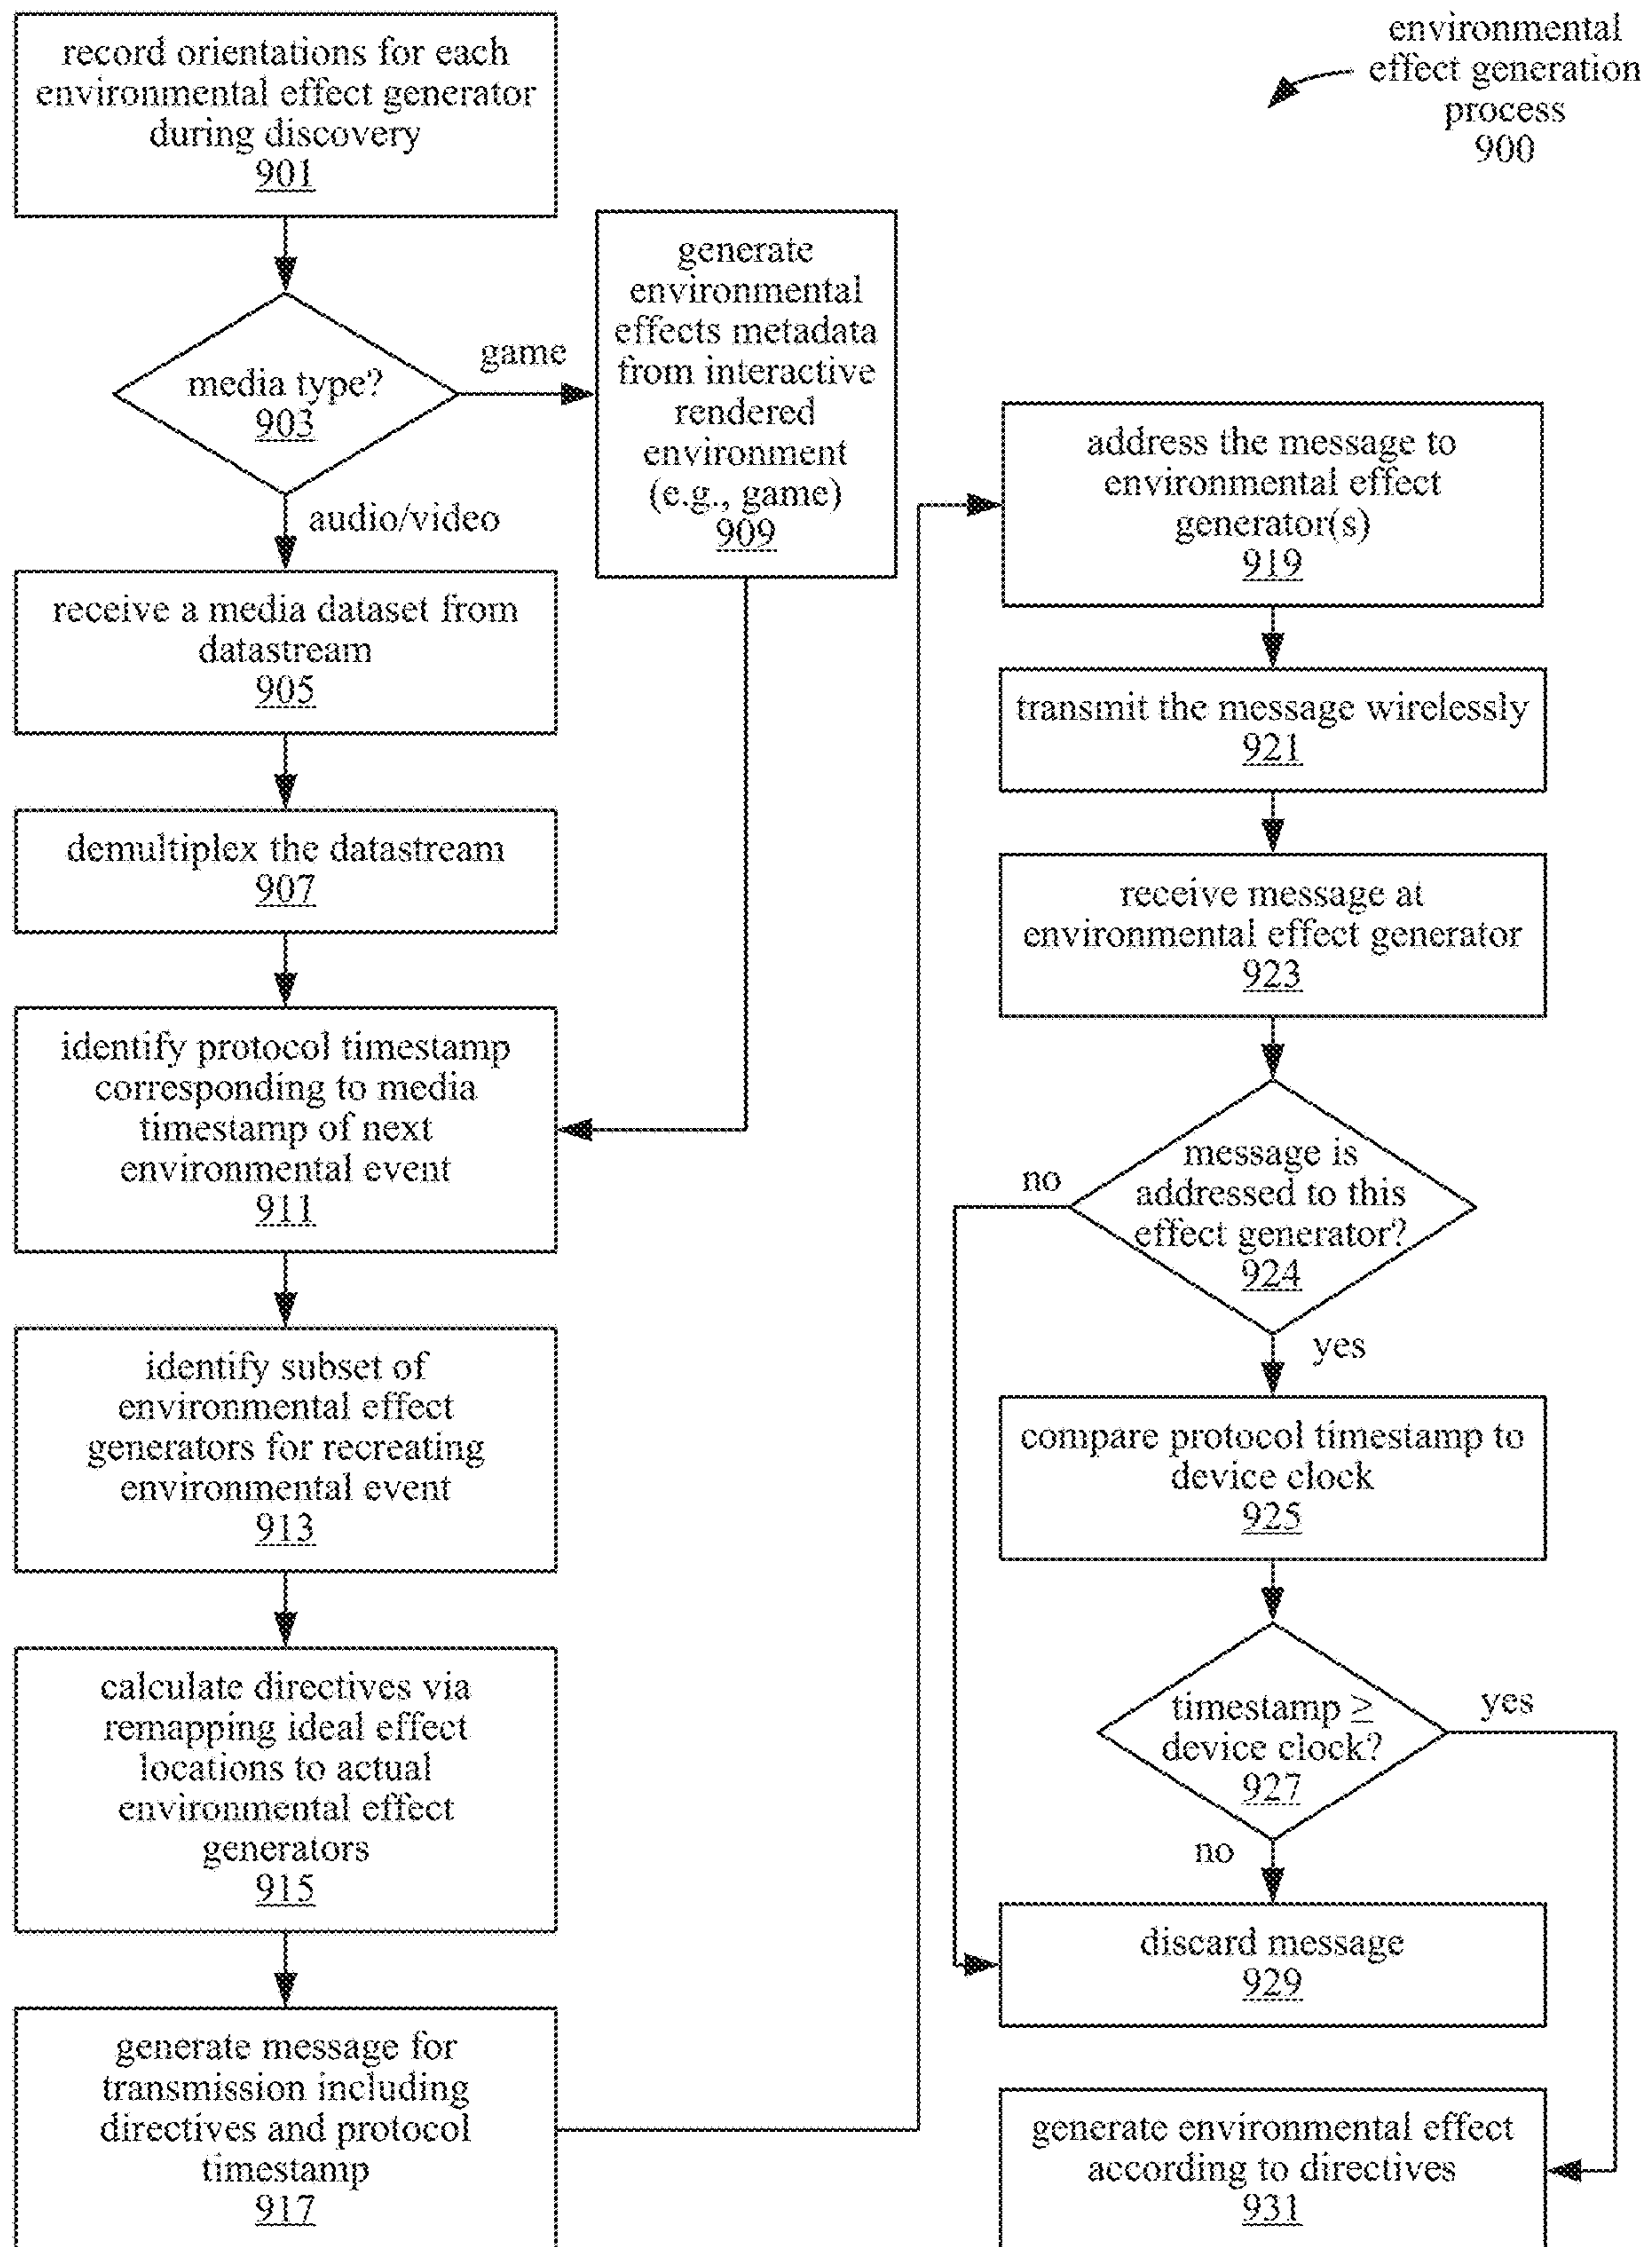 record orientations for each
environmental effect generator
during discovery
901
media type?
903
game
audio/video
generate
environmental
effects metadata
from interactive
rendered
environment
(e.g., game)
909
receive a media dataset from
datastream
905
demultiplex the datastream
907
identify protocol timestamp
corresponding to media
timestamp of next
environmental event
911
identify subset of
environmental effect
generators for recreating
environmental event
913
calculate directives via
remapping ideal effect
locations to actual
environmental effect
generators
915
generate message for
transmission including
directives and protocol
timestamp
917
environmental
effect generation
process
900
address the message to
environmental effect
generator(s)
919
transmit the message wirelessly
921
receive message at
environmental effect generator
923
message is
addressed to this
effect generator?
924
no
yes
compare protocol timestamp to
device clock
925
timestamp ≥
device clock?
927
yes
no
discard message
929
generate environmental effect
according to directives
931